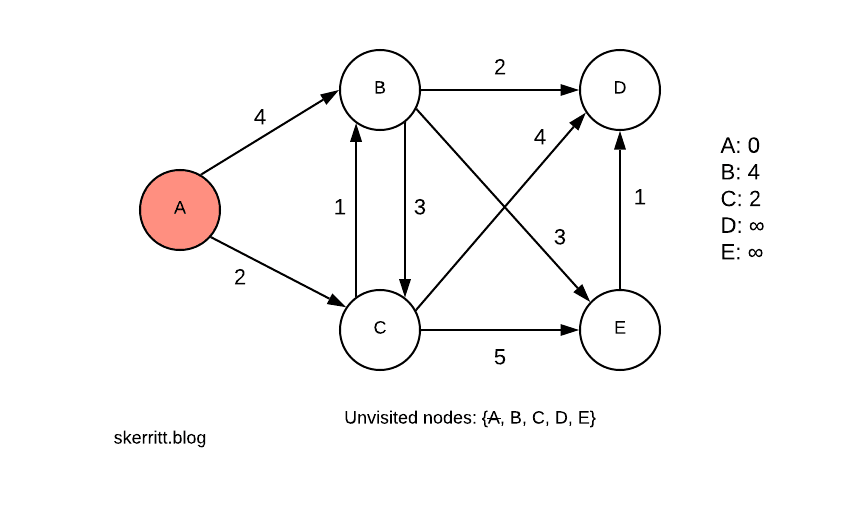 B
2
D
4
4
A: 0
B: 4
C: 2
D: ∞
E: ∞
A
1
3
1
3
2
C
E
5
Unvisited nodes: {A, B, C, D, E}
skerritt.blog